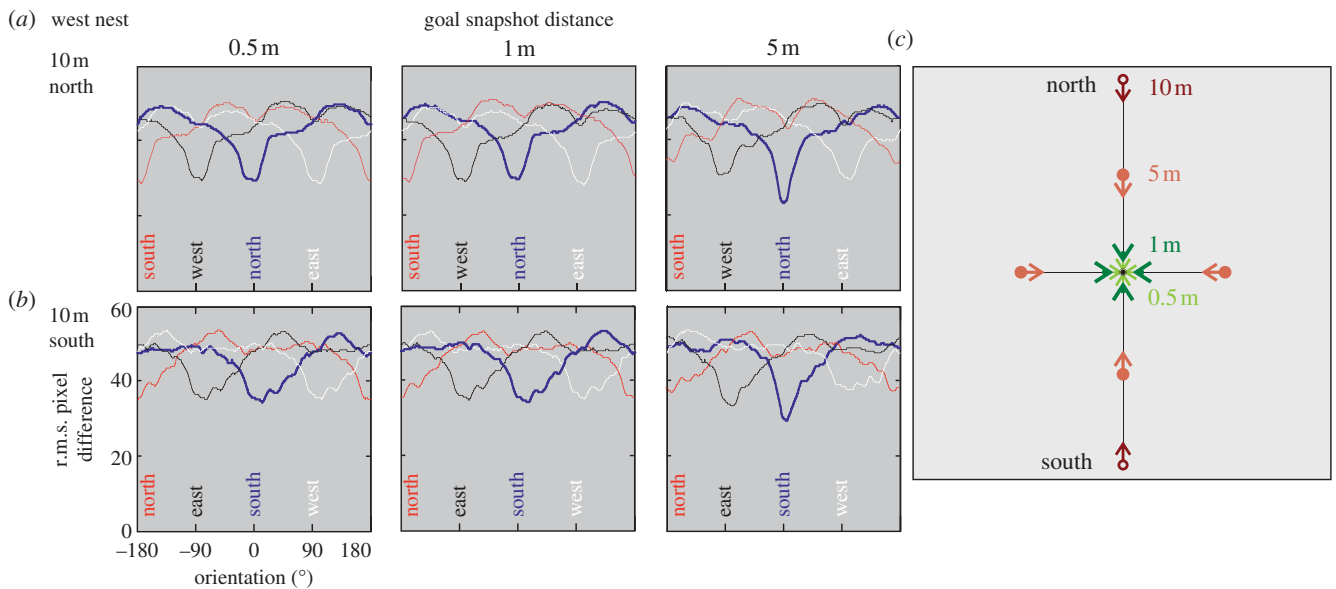 (a) west nest
goal snapshot distance
0.5 m 1 m 5 m
10 m
north
south west north east
south west north east
south west north east
(b)
10 m
south
r.m.s. pixel
difference
60
40
20
0
north east south west
north east south west
north east south west
–180 –90 0 90 180
orientation (°)
(c)
north 10 m
5 m
1 m
0.5 m
south